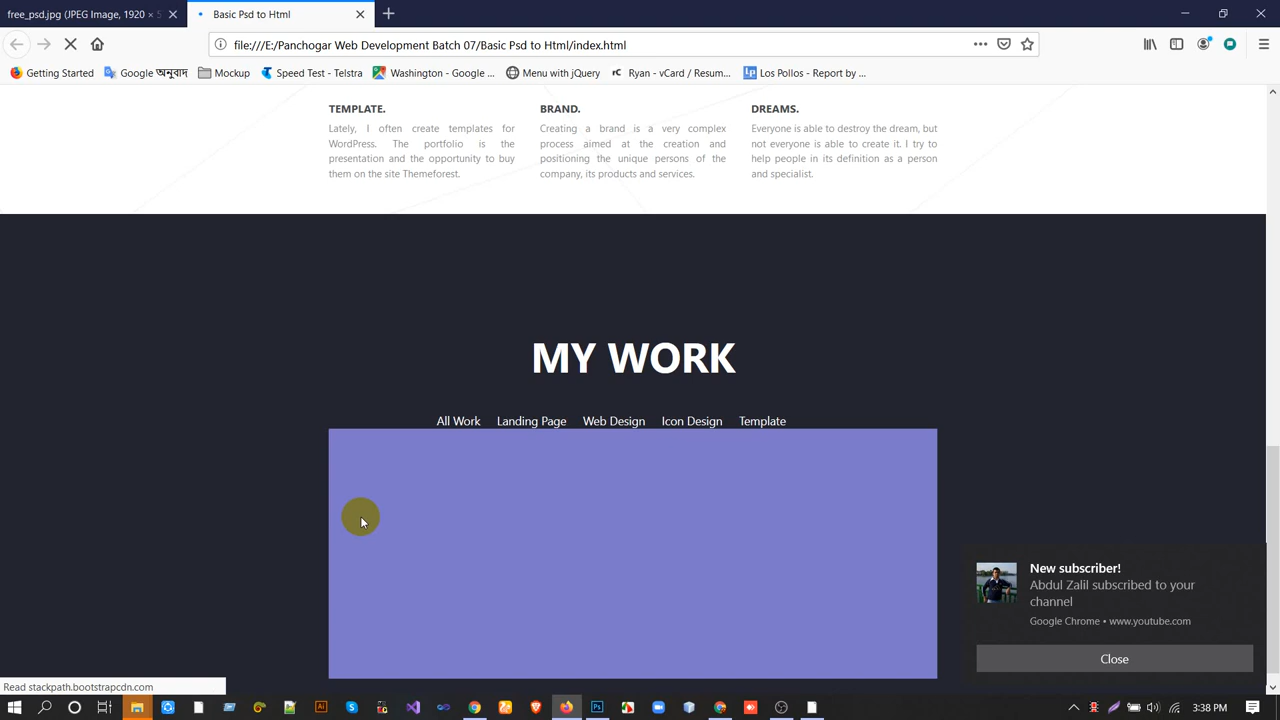 free_psd.jpg (JPEG Image, 1920 × 5
Basic Psd to Html
file:///E:/Panchogar Web Development Batch 07/Basic Psd to Html/index.html
Getting Started
Google অনুবাদ
Mockup
Speed Test - Telstra
Washington - Google ...
Menu with jQuery
rC Ryan - vCard / Resum...
Lp Los Pollos - Report by ...
TEMPLATE.
Lately, I often create templates for
WordPress. The portfolio is the
presentation and the opportunity to buy
them on the site Themeforest.
BRAND.
Creating a brand is a very complex
process aimed at the creation and
positioning the unique persons of the
company, its products and services.
DREAMS.
Everyone is able to destroy the dream, but
not everyone is able to create it. I try to
help people in its definition as a person
and specialist.
MY WORK
All Work Landing Page Web Design Icon Design Template
New subscriber!
Abdul Zalil subscribed to your
channel
Google Chrome • www.youtube.com
Close
Read stackpath.bootstrapcdn.com
3:38 PM